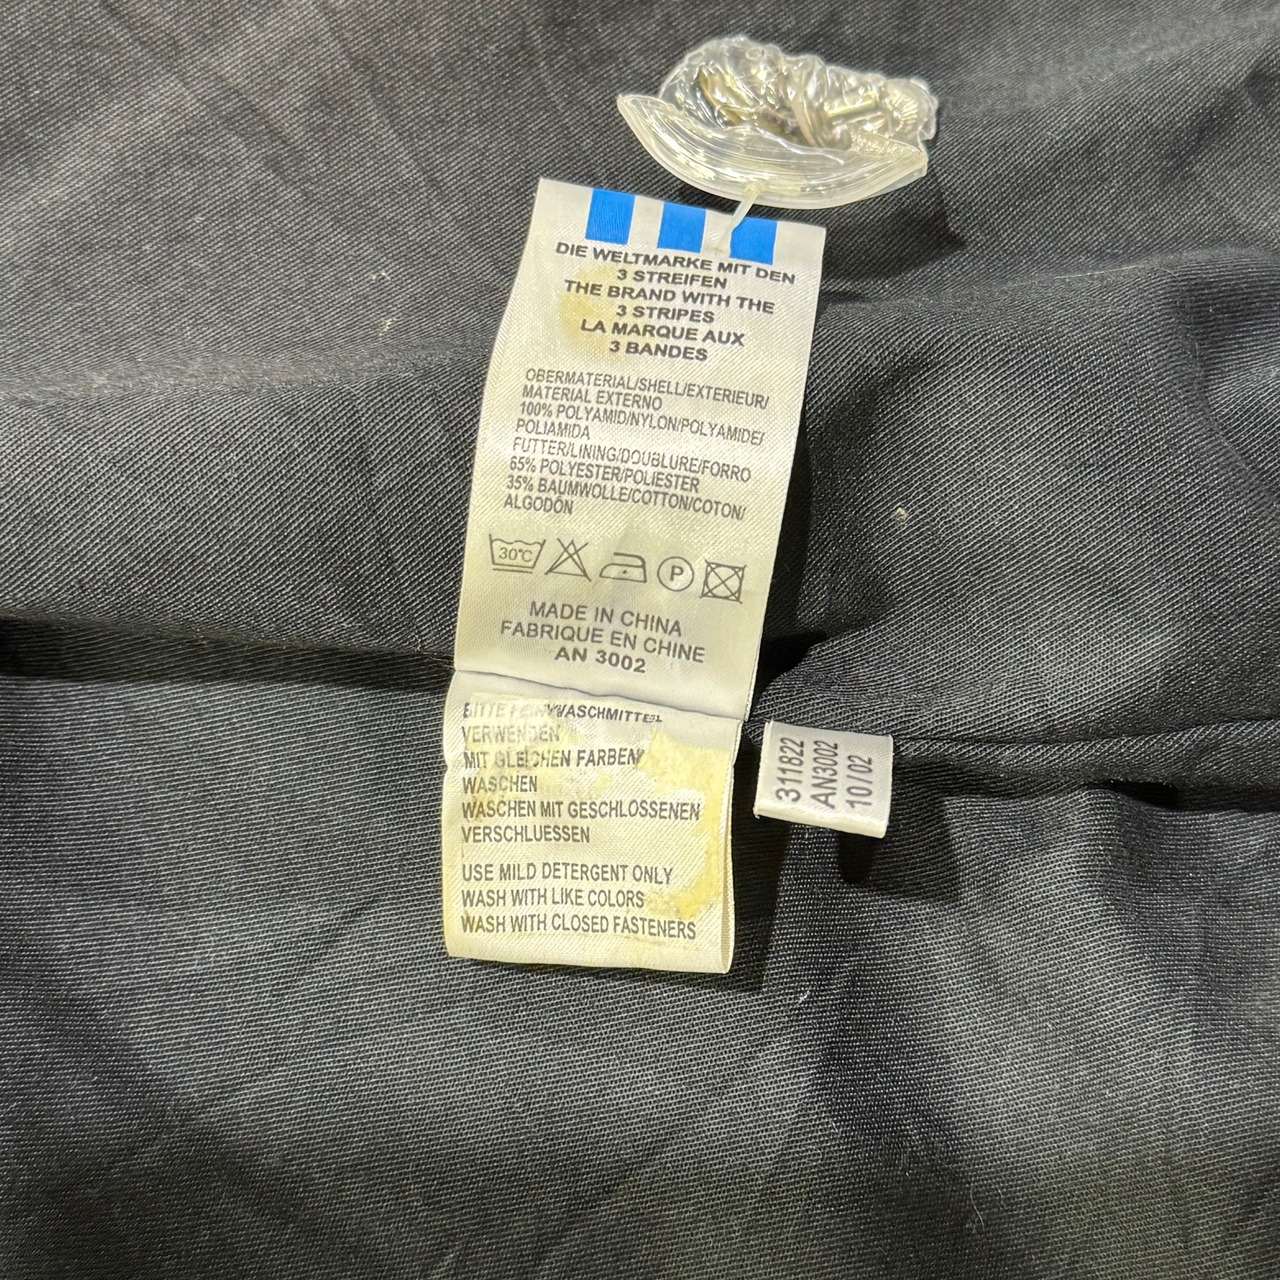 DIE WELTMARKE MIT DEN
3 STREIFEN
THE BRAND WITH THE
3 STRIPES
LA MARQUE AUX
3 BANDES
OBERMATERIAL/SHELL/EXTERIEUR/
MATERIAL EXTERNO
100% POLYAMID/NYLON/POLYAMIDE/
POLIAMIDA
FUTTER/LINING/DOUBLURE/FORRO
65% POLYESTER/POLIESTER
35% BAUMWOLLE/COTTON/COTON/
ALGODÓN
30°C P
MADE IN CHINA
FABRIQUE EN CHINE
AN 3002
BITTE FEINWASCHMITTEL
VERWENDEN
MIT GLEICHEN FARBEN
WASCHEN
WASCHEN MIT GESCHLOSSENEN
VERSCHLUESSEN
USE MILD DETERGENT ONLY
WASH WITH LIKE COLORS
WASH WITH CLOSED FASTENERS
311822
AN3002
10/02